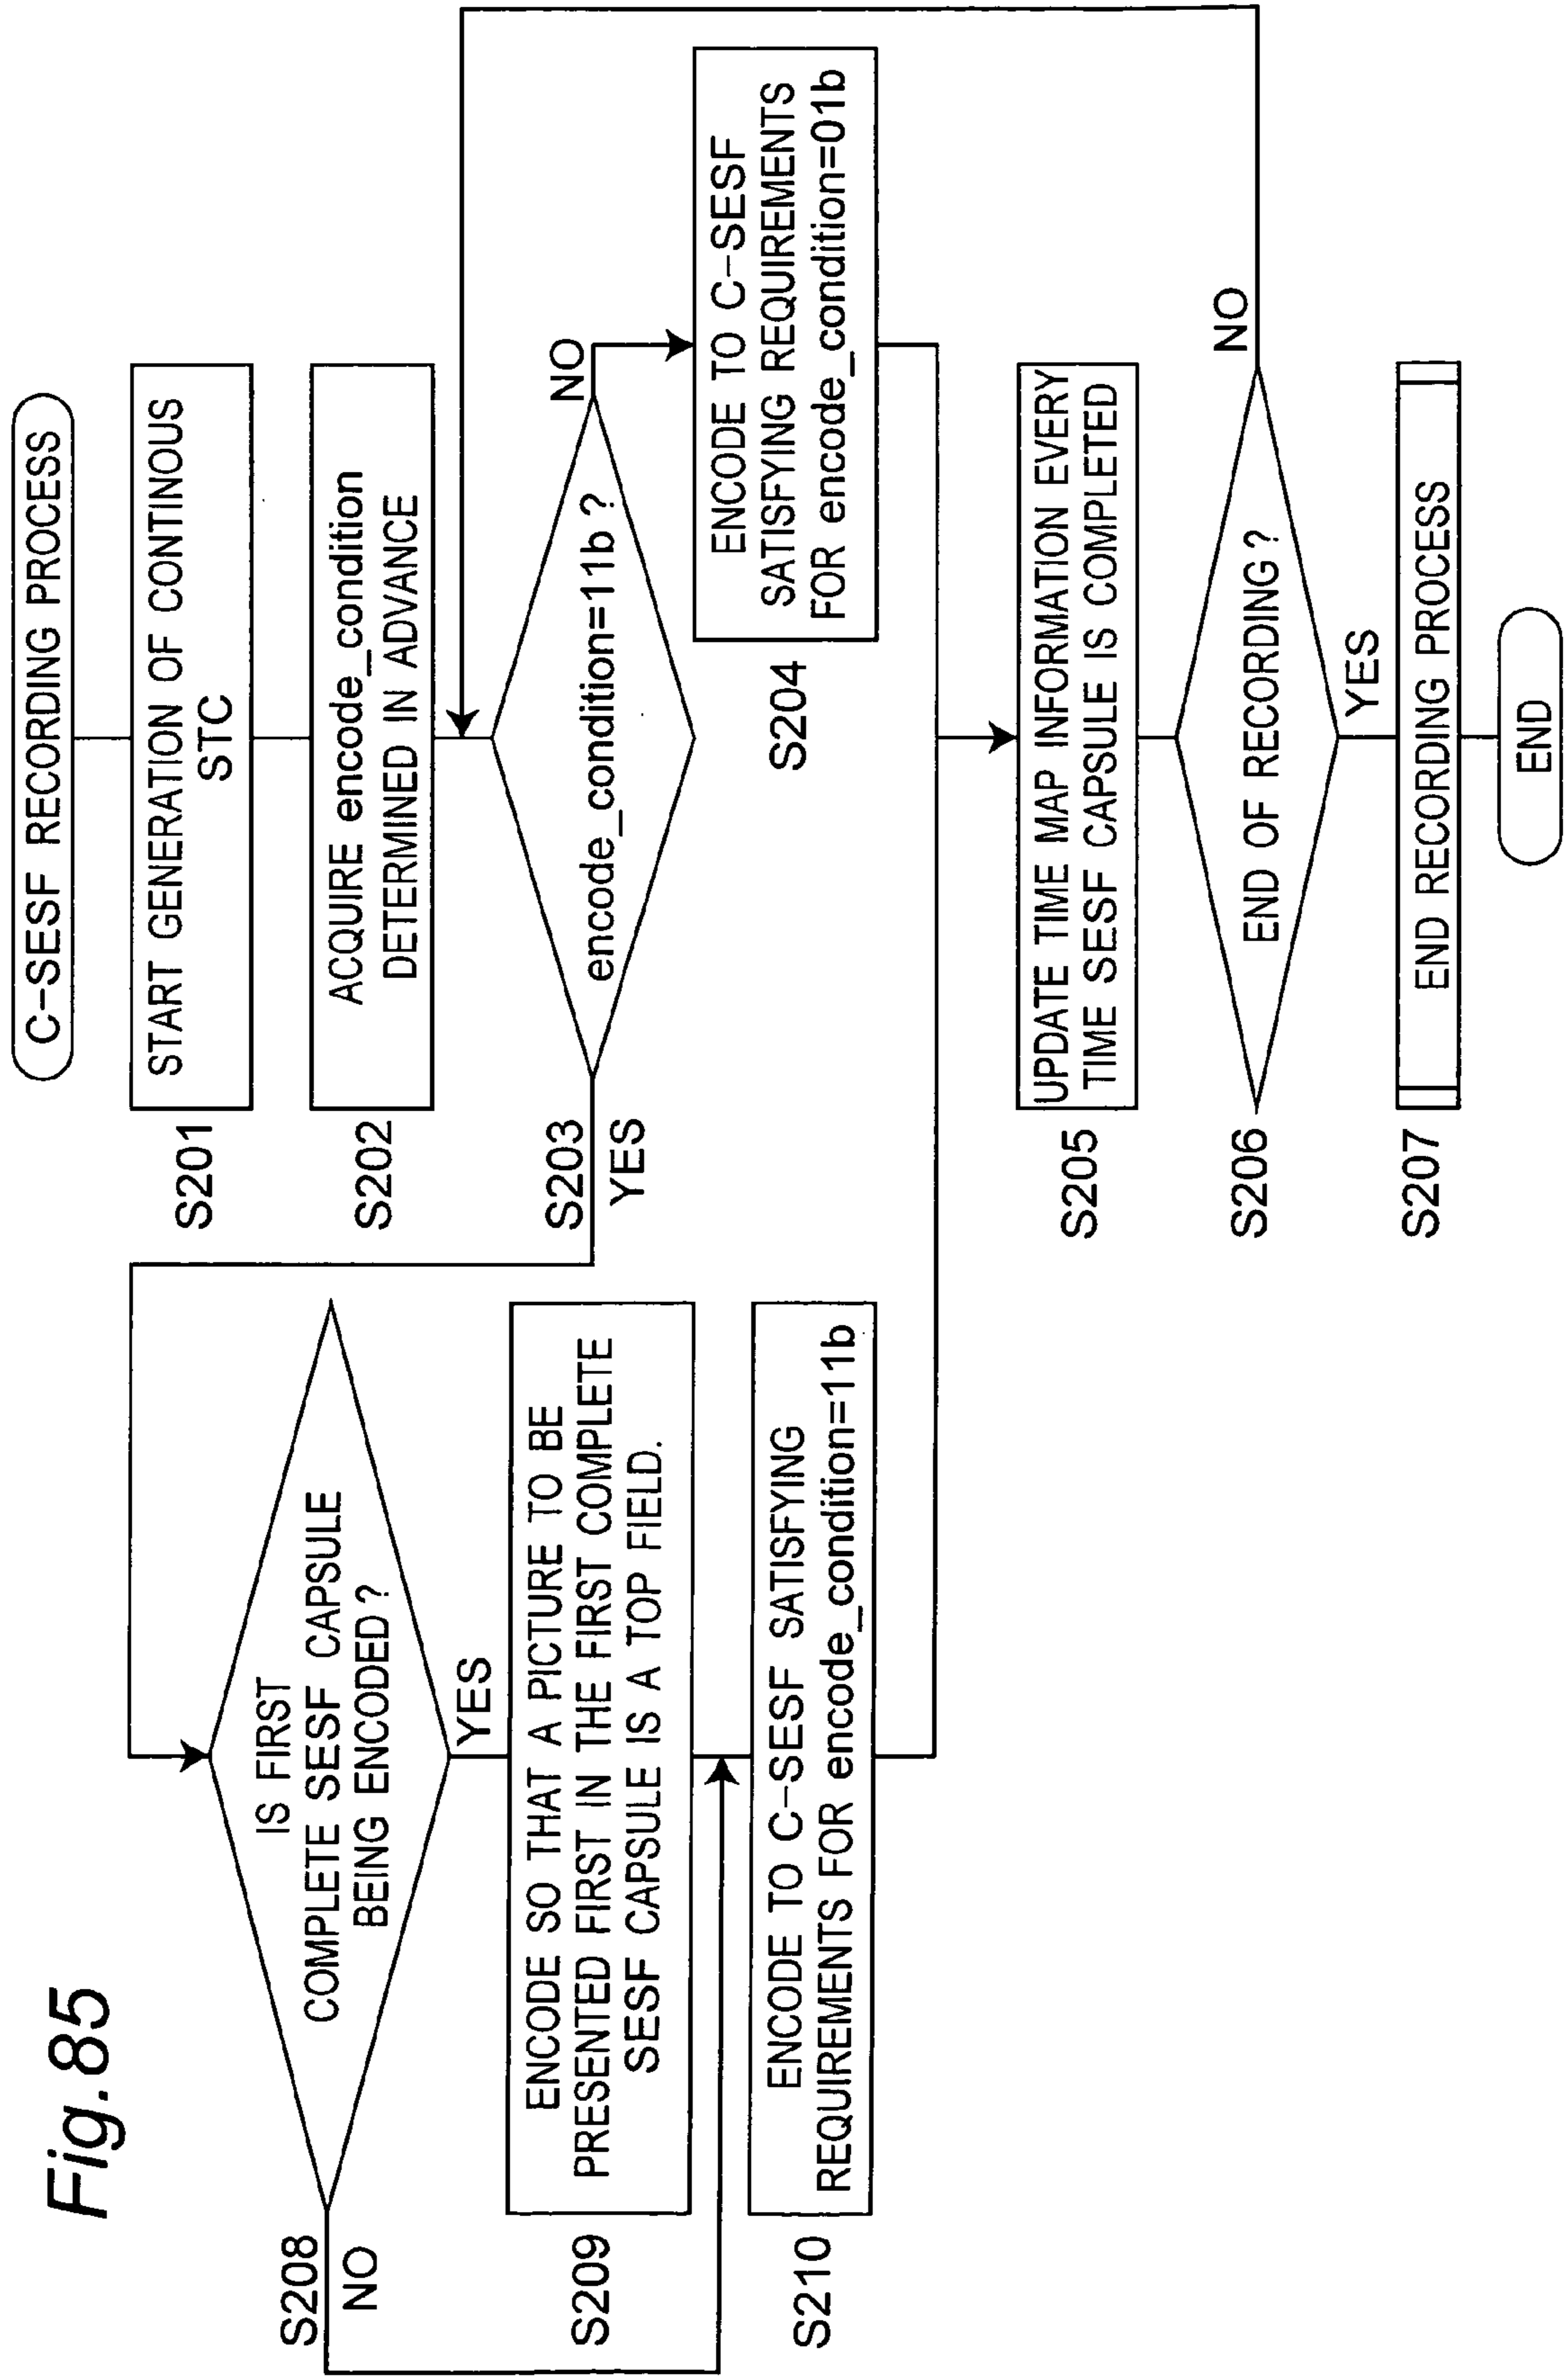 Fig.85
C-SESF RECORDING PROCESS
S201
START GENERATION OF CONTINOUS
STC
S202
ACQUIRE encode_condition
DETERMINED IN ADVANCE
S203
encode_condition=11b ?
YES
NO
ENCODE TO C-SESF
SATISFYING REQUIREMENTS
FOR encode_condition=01b
S204
S205
UPDATE TIME MAP INFORMATION EVERY
TIME SESF CAPSULE IS COMPLETED
S206
END OF RECORDING ?
NO
YES
S207
END RECORDING PROCESS
END
S208
IS FIRST
COMPLETE SESF CAPSULE
BEING ENCODED ?
NO
YES
S209
ENCODE SO THAT A PICTURE TO BE
PRESENTED FIRST IN THE FIRST COMPLETE
SESF CAPSULE IS A TOP FIELD.
S210
ENCODE TO C-SESF SATISFYING
REQUIREMENTS FOR encode_condition=11b